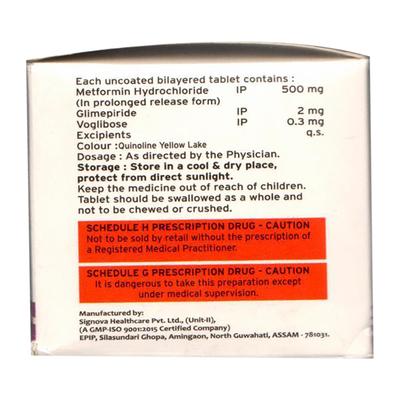 Each uncoated bilayered tablet contains :
Metformin Hydrochloride IP 500 mg
(In prolonged release form)
Glimepiride IP 2 mg
Voglibose IP 0.3 mg
Excipients q.s.
Colour :Quinoline Yellow Lake
Dosage : As directed by the Physician.
Storage : Store in a cool & dry place,
protect from direct sunlight.
Keep the medicine out of reach of children.
Tablet should be swallowed as a whole and
not to be chewed or crushed.
SCHEDULE H PRESCRIPTION DRUG - CAUTION
Not to be sold by retail without the prescription of
a Registered Medical Practitioner.
SCHEDULE G PRESCRIPTION DRUG - CAUTION
It is dangerous to take this preparation except
under medical supervision.
Manufactured by:
Signova Healthcare Pvt. Ltd., (Unit-II),
(A GMP-ISO 9001:2015 Certified Company)
EPIP, Silasundari Ghopa, Amingaon, North Guwahati, ASSAM - 781031.